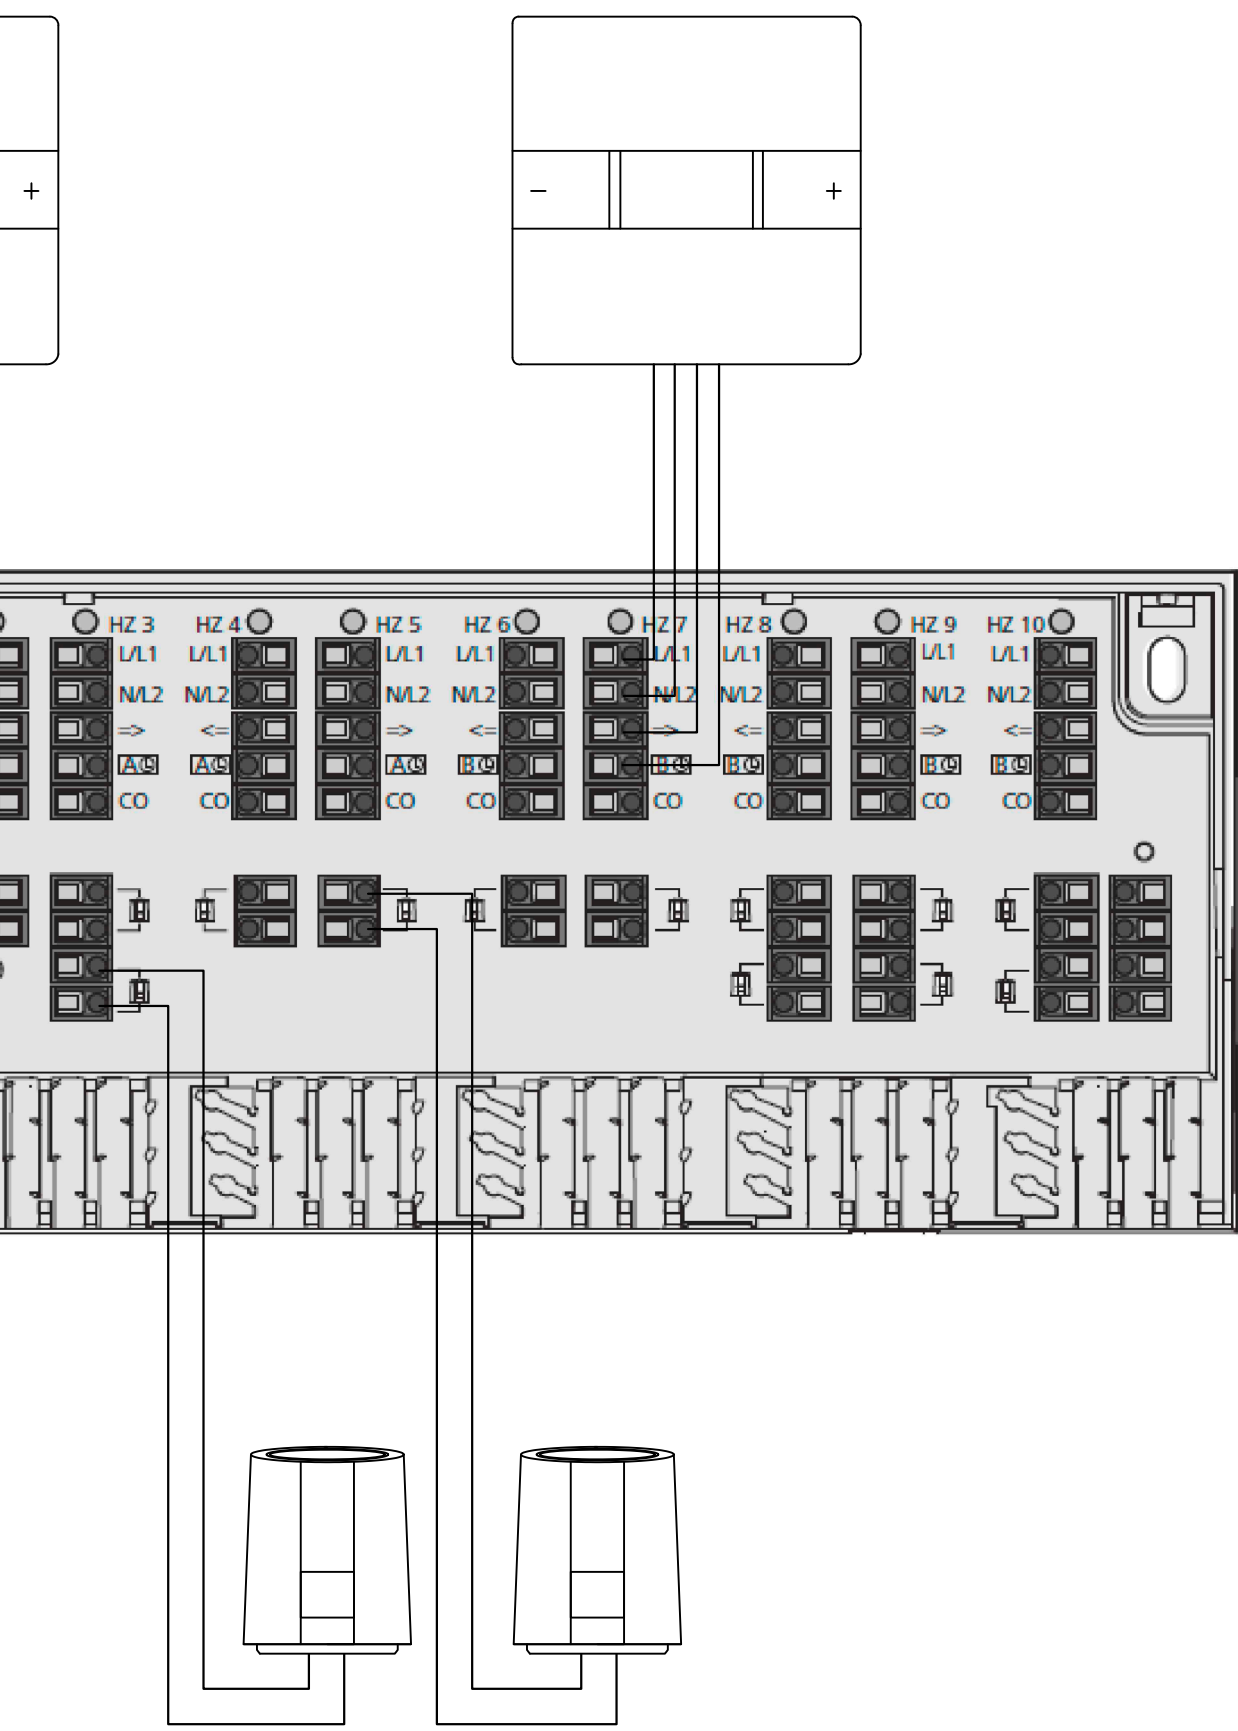 + − +
HZ 3 HZ 4 HZ 5 HZ 6 HZ 7 HZ 8 HZ 9 HZ 10
L/L1 L/L1 L/L1 L/L1 L/L1 L/L1 L/L1 L/L1
N/L2 N/L2 N/L2 N/L2 N/L2 N/L2 N/L2 N/L2
=> <= => <= => <= => <=
A A A B B B B B
CO CO CO CO CO CO CO CO